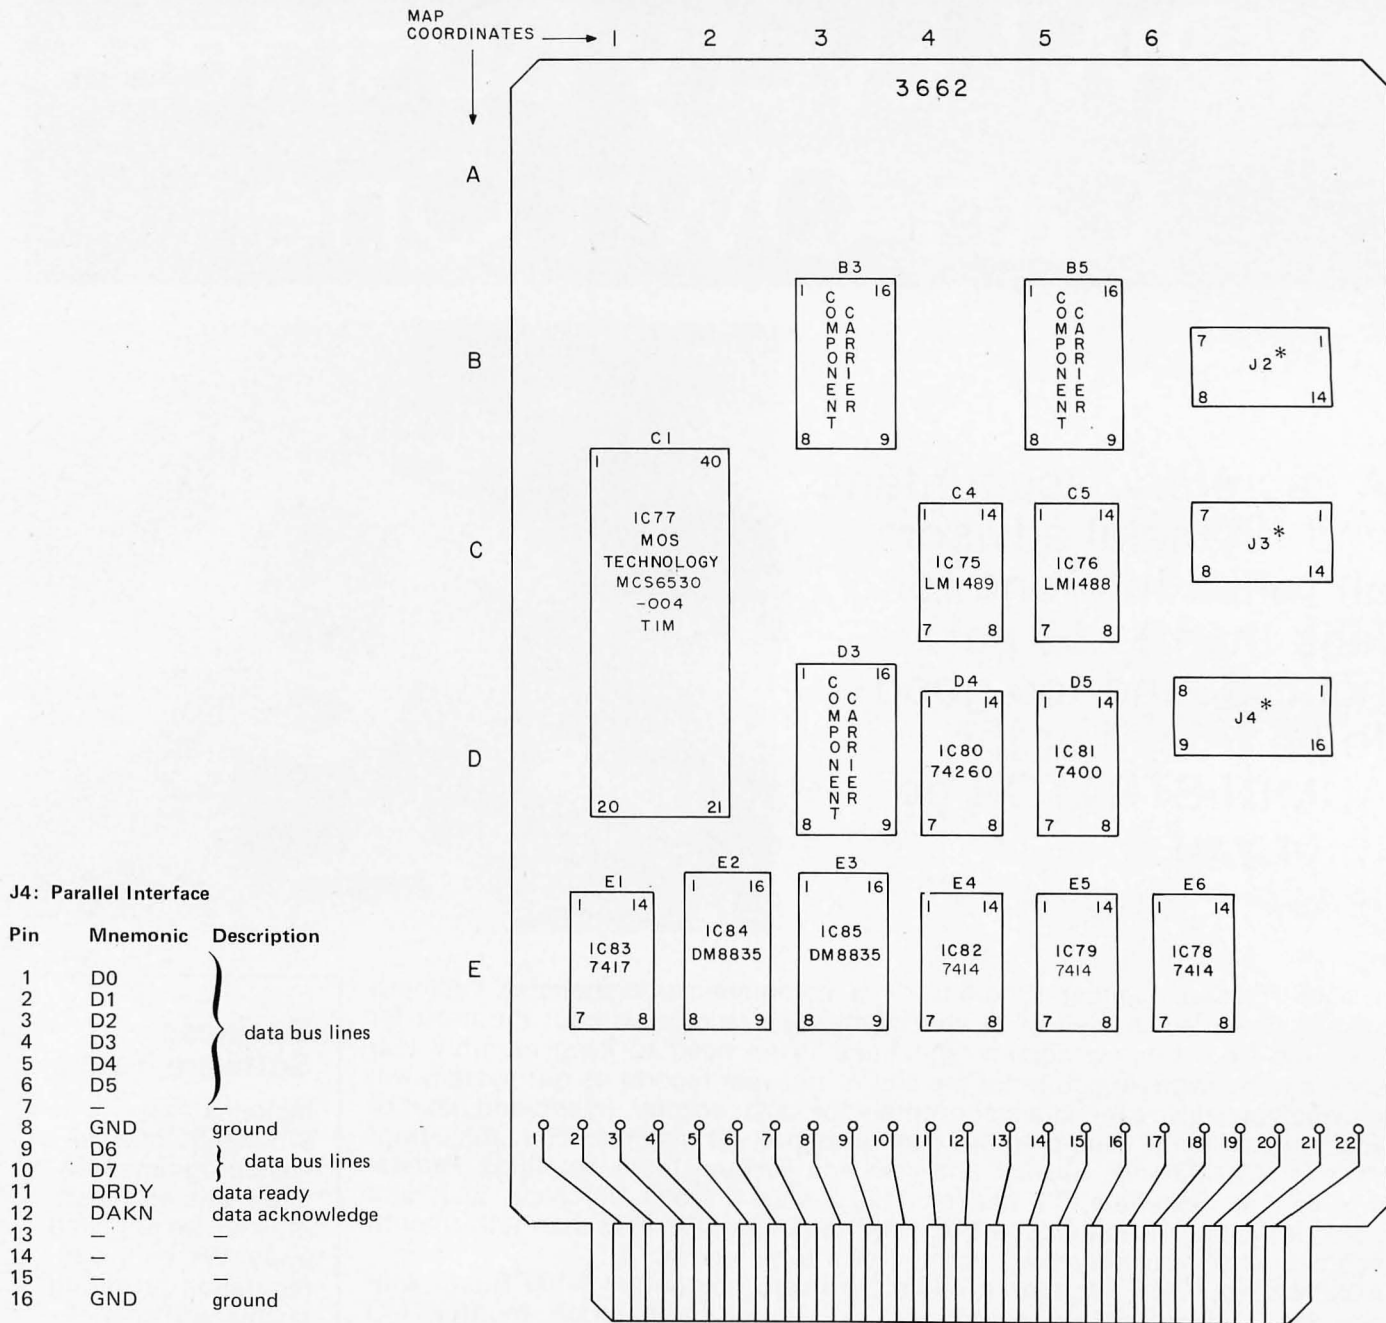 MAP
COORDINATES
1 2 3 4 5 6
3662
A
B3 B5
1 16
COMPONENT
CARRIER
8 9
1 16
COMPONENT
CARRIER
8 9
B
7 1
J2*
8 14
C1
1 40
IC77
MOS
TECHNOLOGY
MCS6530
-004
TIM
20 21
C
C4
1 14
IC75
LM1489
7 8
C5
1 14
IC76
LM1488
7 8
7 1
J3*
8 14
D3
1 16
COMPONENT
CARRIER
8 9
D
D4
1 14
IC80
74260
7 8
D5
1 14
IC81
7400
7 8
8 1
J4*
9 16
E
E1
1 14
IC83
7417
7 8
E2
1 16
IC84
DM8835
8 9
E3
1 16
IC85
DM8835
8 9
E4
1 14
IC82
7414
7 8
E5
1 14
IC79
7414
7 8
E6
1 14
IC78
7414
7 8
1 2 3 4 5 6 7 8 9 10 11 12 13 14 15 16 17 18 19 20 21 22
J4: Parallel Interface
Pin Mnemonic Description
1 D0
2 D1
3 D2
4 D3 data bus lines
5 D4
6 D5
7 — —
8 GND ground
9 D6 data bus lines
10 D7
11 DRDY data ready
12 DAKN data acknowledge
13 — —
14 — —
15 — —
16 GND ground